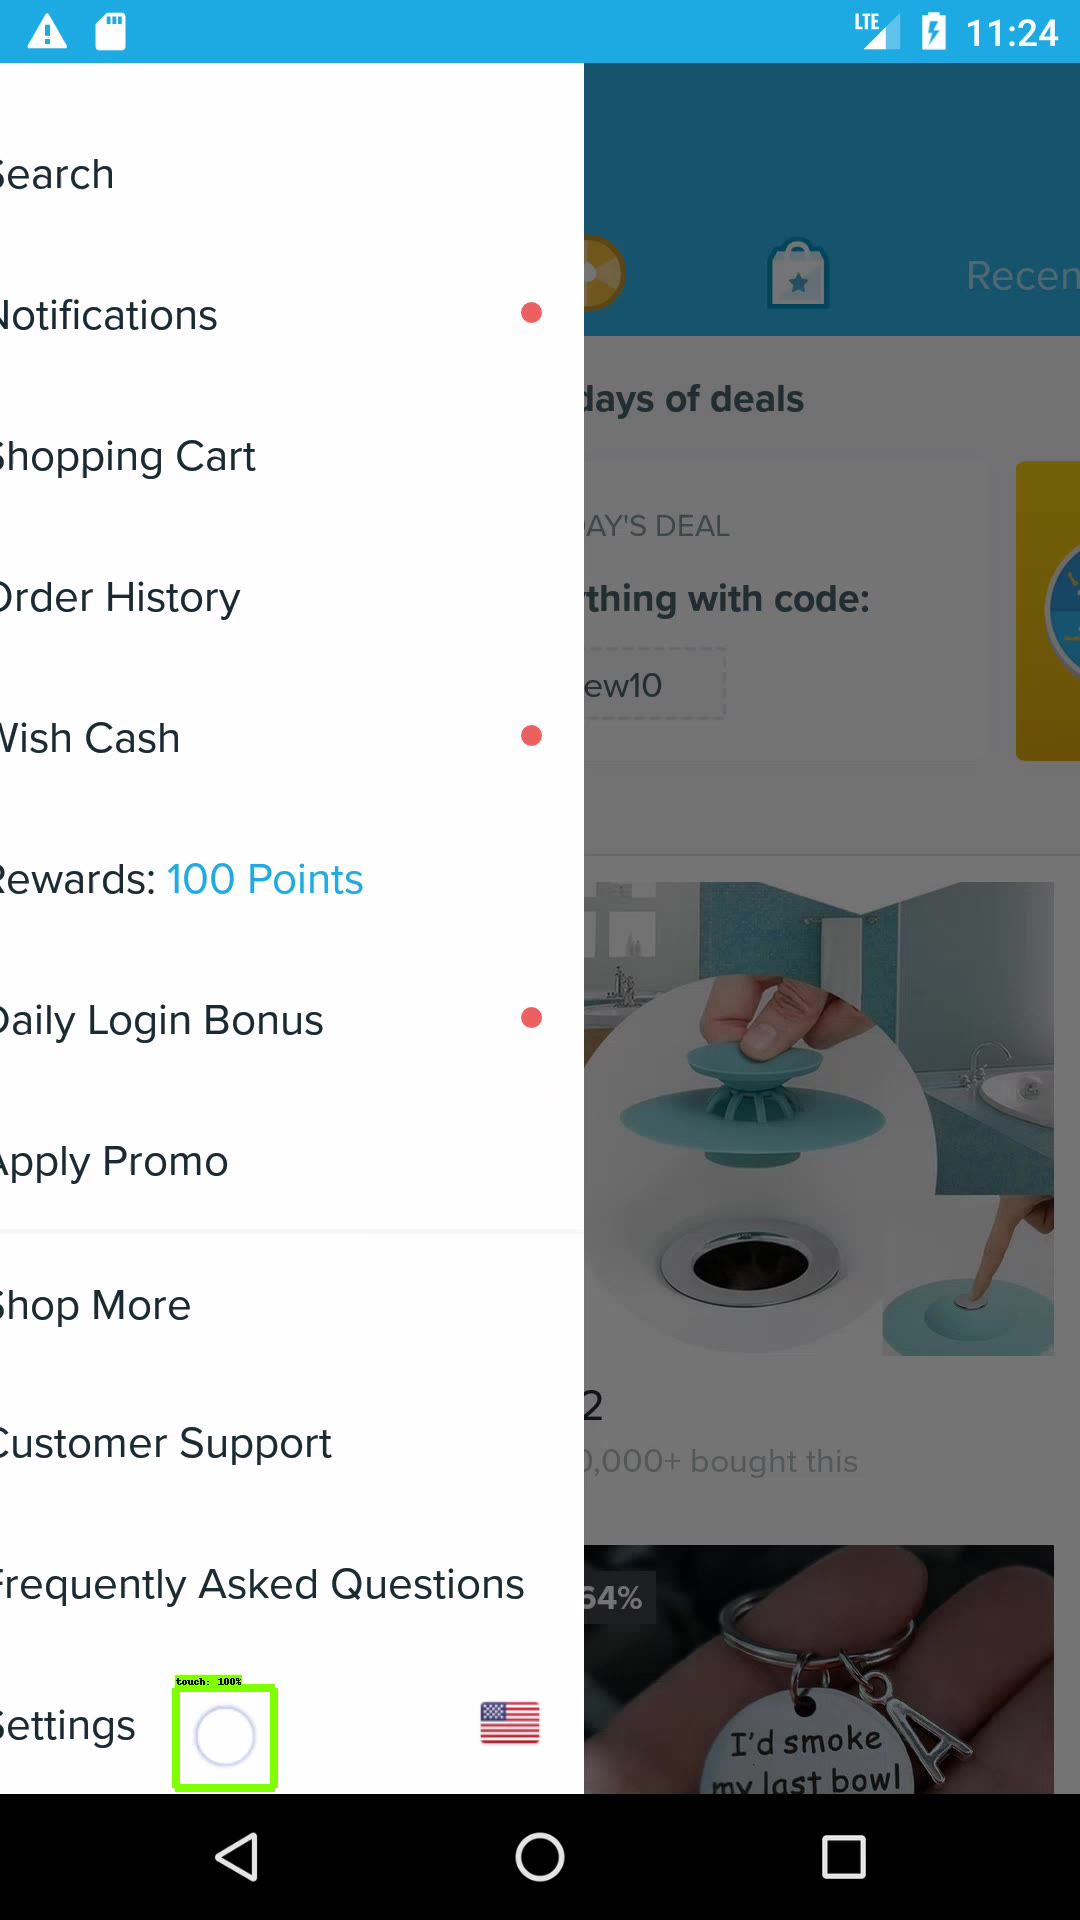 LTE 11:24
Search
Notifications
Recen
Shopping Cart
days of deals
Order History
AY'S DEAL
thing with code:
ew10
Wish Cash
Rewards: 100 Points
Daily Login Bonus
Apply Promo
Shop More
Customer Support
2
0,000+ bought this
Frequently Asked Questions
64%
touch: 100%
Settings
I'd smoke
my last bowl
A